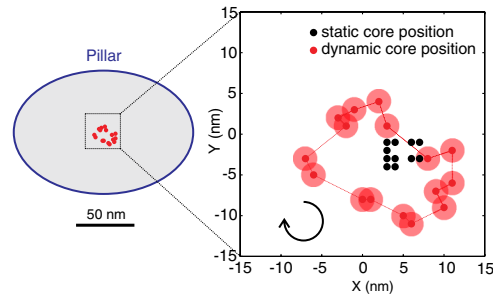 Pillar
50 nm
static core position
dynamic core position
Y (nm)
15
10
5
0
-5
-10
-15
-15 -10 -5 0 5 10 15
X (nm)